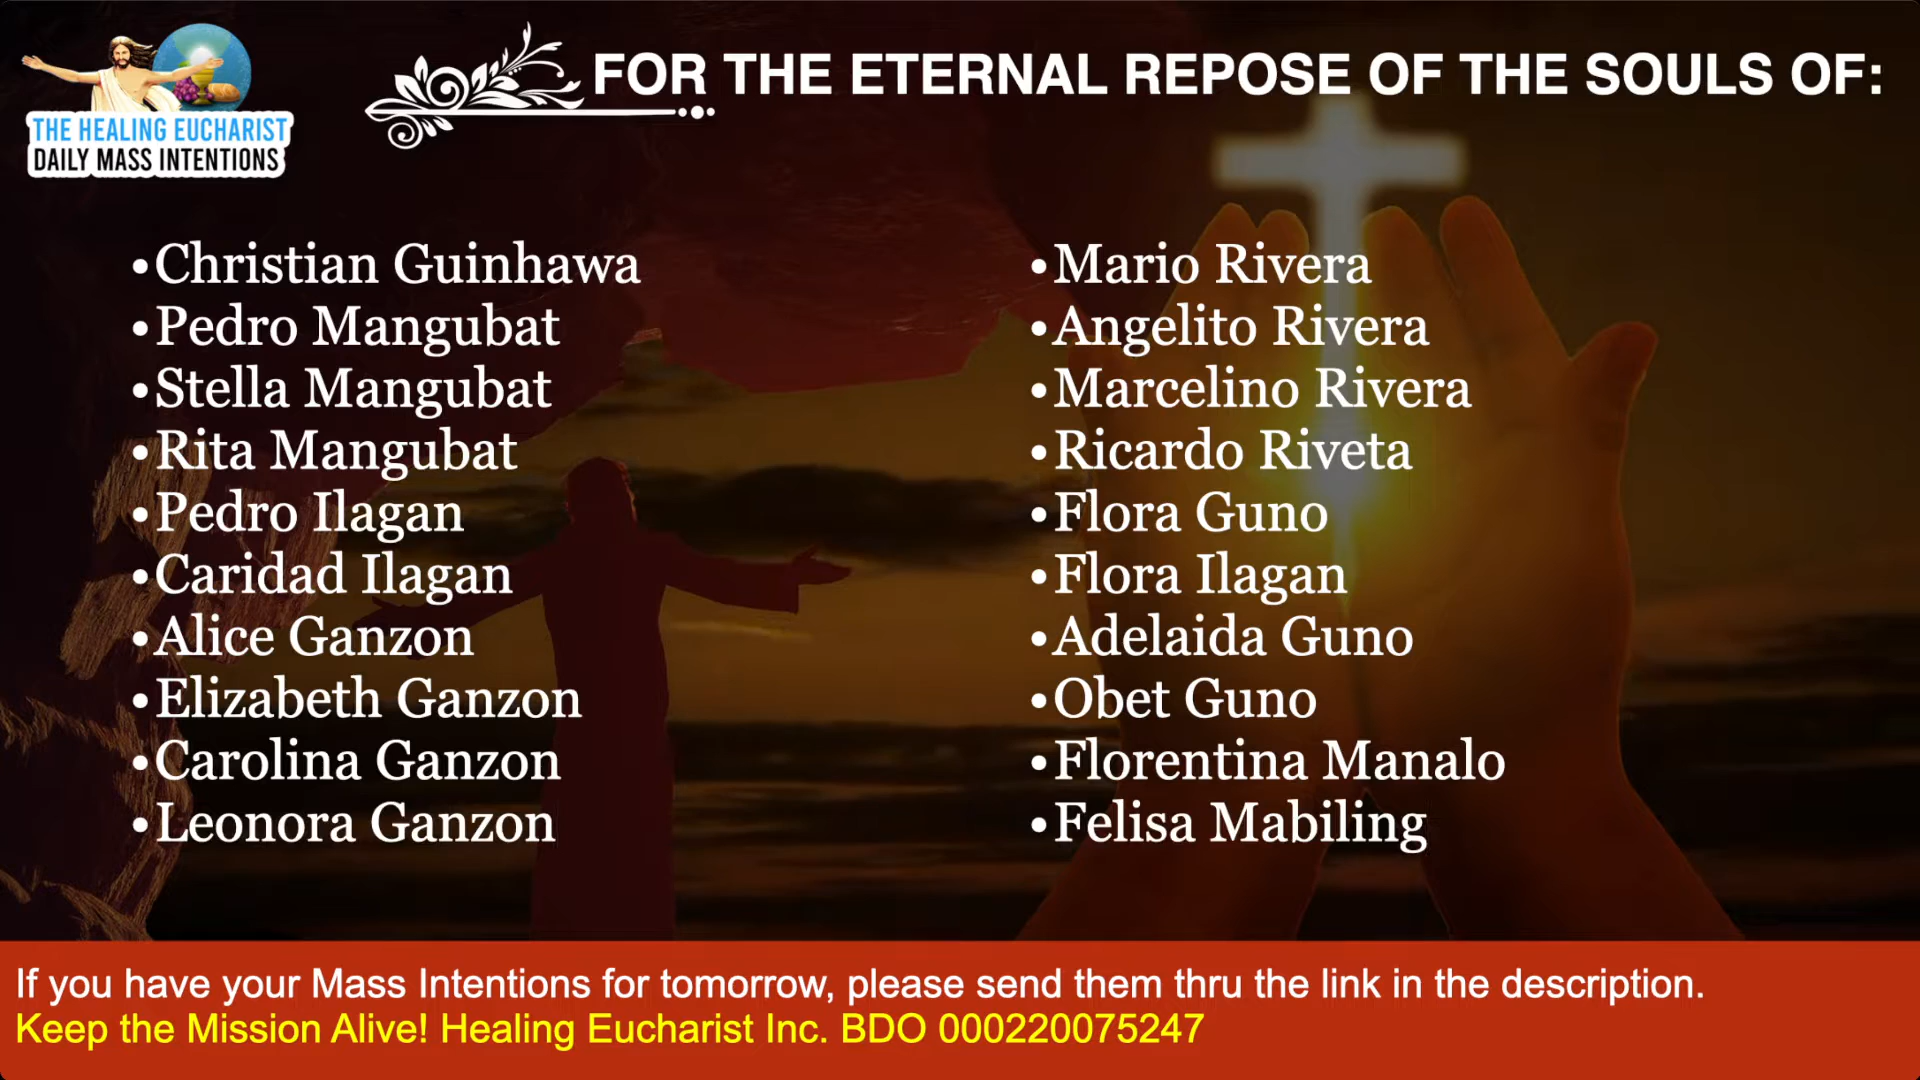 THE HEALING EUCHARIST
DAILY MASS INTENTIONS
FOR THE ETERNAL REPOSE OF THE SOULS OF:
•Christian Guinhawa
•Pedro Mangubat
•Stella Mangubat
•Rita Mangubat
•Pedro Ilagan
•Caridad Ilagan
•Alice Ganzon
•Elizabeth Ganzon
•Carolina Ganzon
•Leonora Ganzon
•Mario Rivera
•Angelito Rivera
•Marcelino Rivera
•Ricardo Riveta
•Flora Guno
•Flora Ilagan
•Adelaida Guno
•Obet Guno
•Florentina Manalo
•Felisa Mabiling
If you have your Mass Intentions for tomorrow, please send them thru the link in the description.
Keep the Mission Alive! Healing Eucharist Inc. BDO 000220075247